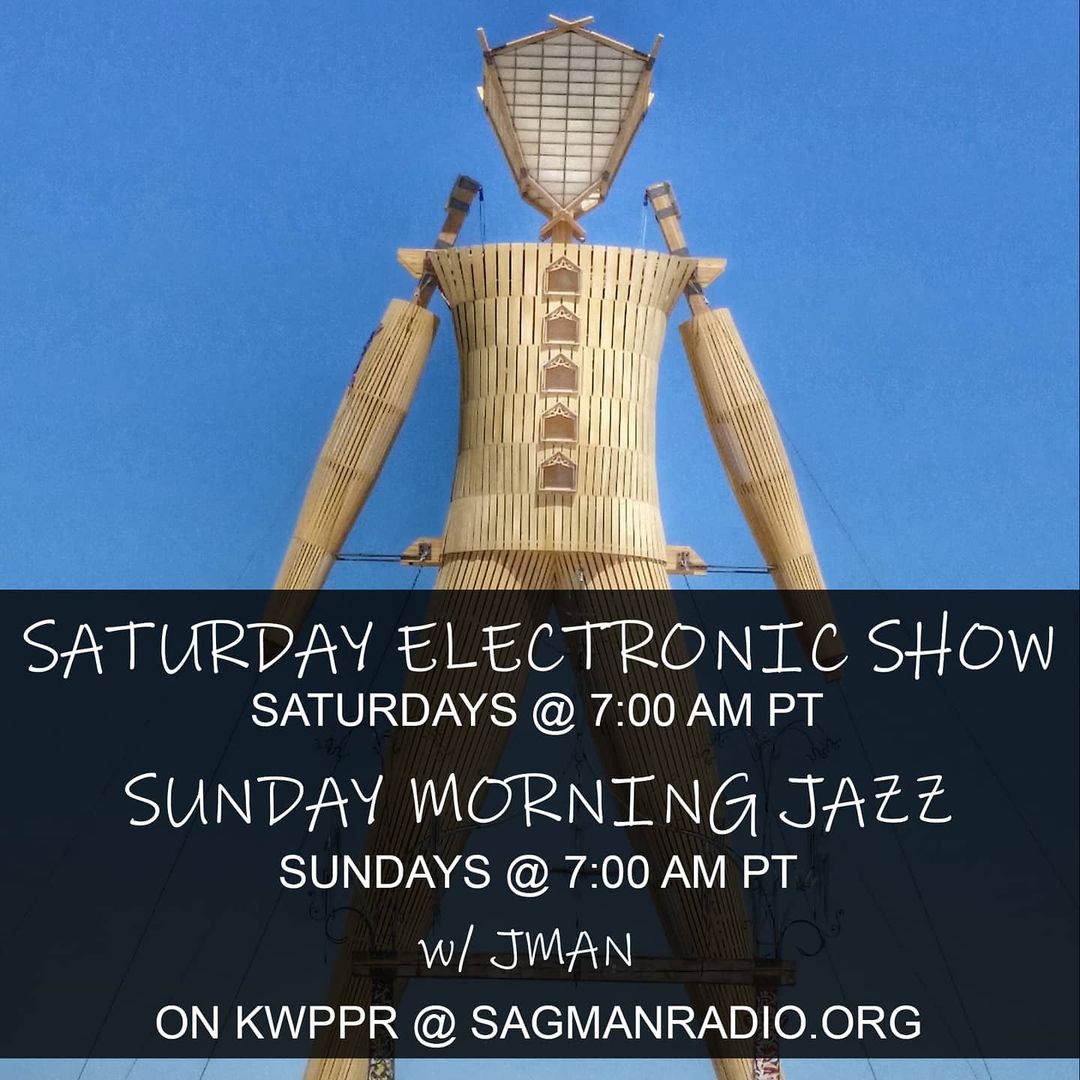 SATURDAY ELECTRONIC SHOW
SATURDAYS @ 7:00 AM PT
SUNDAY MORNING JAZZ
SUNDAYS @ 7:00 AM PT
w/ JMAN
ON KWPPR @ SAGMANRADIO.ORG